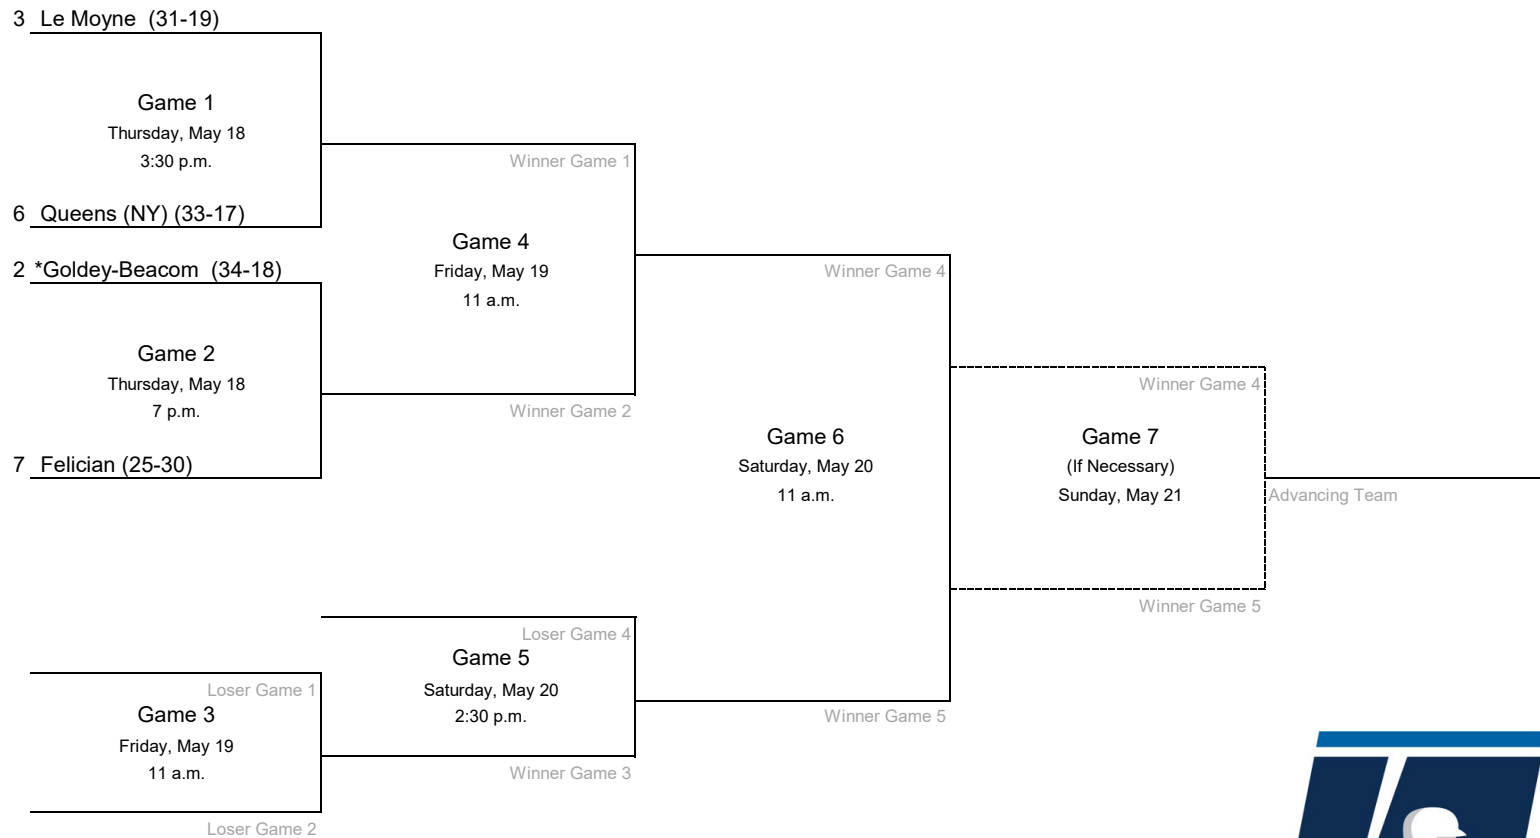 3 Le Moyne (31-19)
Game 1
Thursday, May 18
3:30 p.m.
Winner Game 1
6 Queens (NY) (33-17)
Game 4
Friday, May 19
11 a.m.
2 *Goldey-Beacom (34-18)
Winner Game 4
Game 2
Thursday, May 18
7 p.m.
Winner Game 2
7 Felician (25-30)
Game 6
Saturday, May 20
11 a.m.
Winner Game 4
Game 7
(If Necessary)
Sunday, May 21
Advancing Team
Winner Game 5
Loser Game 4
Game 5
Saturday, May 20
2:30 p.m.
Winner Game 5
Loser Game 1
Game 3
Friday, May 19
11 a.m.
Winner Game 3
Loser Game 2